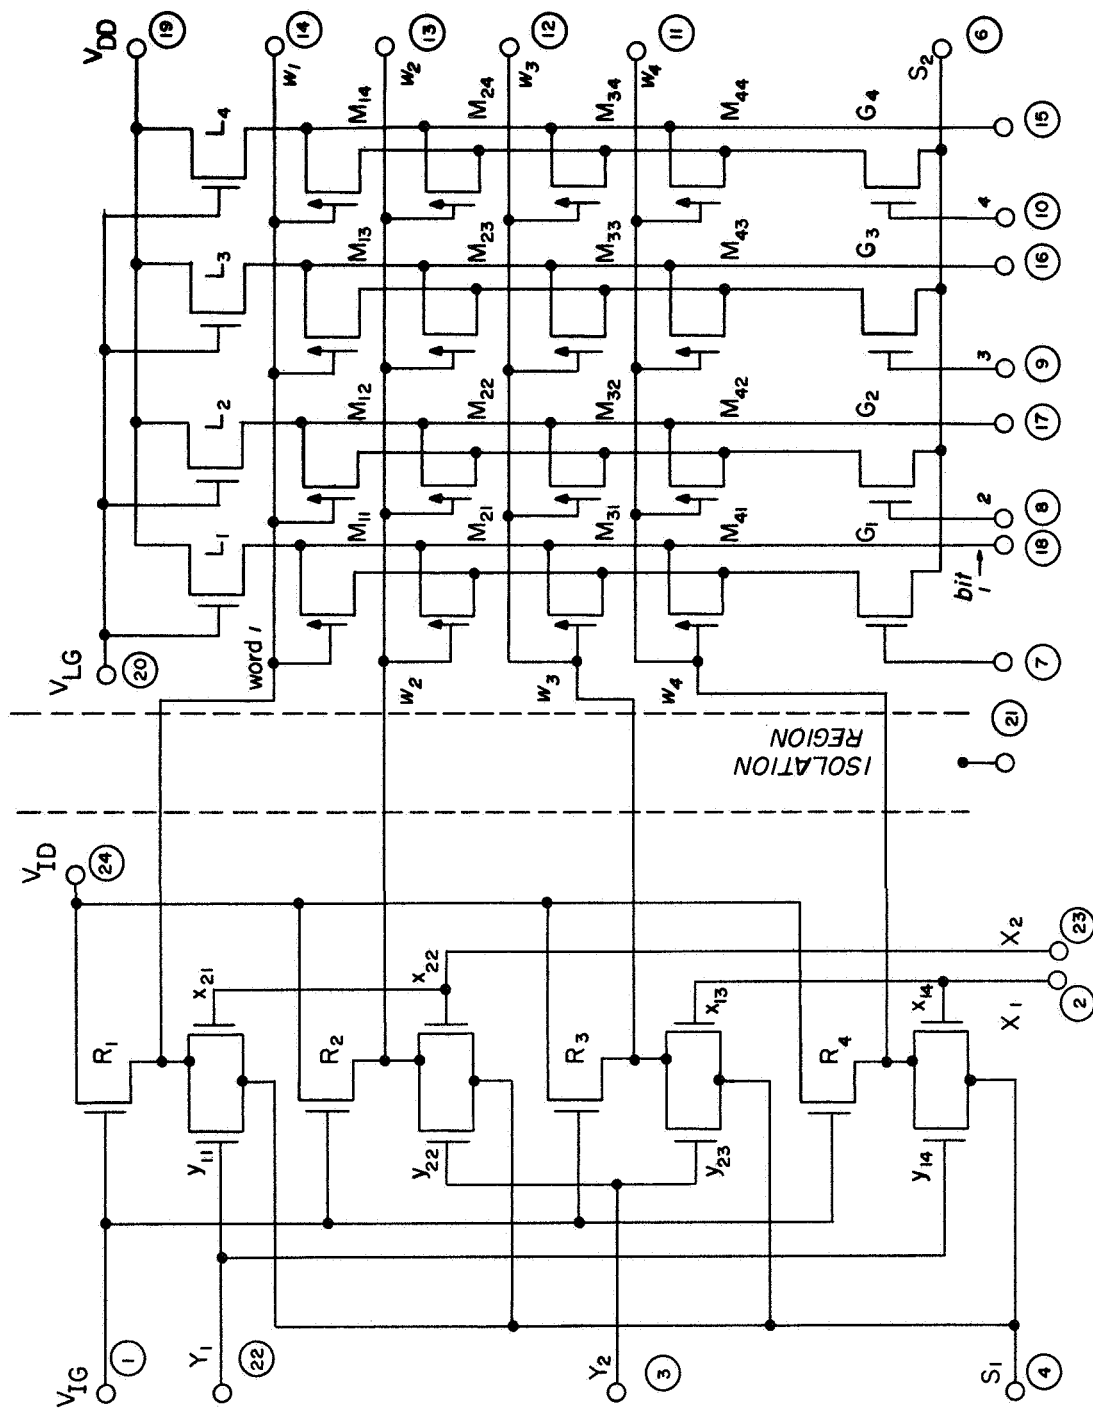 V_DD
19
V_LG
20
L_1
L_2
L_3
L_4
word 1
w_1
14
M_11
M_12
M_13
M_14
w_2
w_2
13
M_21
M_22
M_23
M_24
w_3
w_3
12
M_31
M_32
M_33
M_34
w_4
w_4
11
M_41
M_42
M_43
M_44
G_1
G_2
G_3
G_4
S_2
6
bit 1
2
3
4
7
18
8
17
9
16
10
15
ISOLATION
REGION
21
V_ID
24
R_1
x_21
y_11
R_2
x_22
y_22
R_3
x_13
y_23
R_4
x_14
y_14
X_2
23
X_1
2
V_IG
1
Y_1
22
Y_2
3
S_1
4